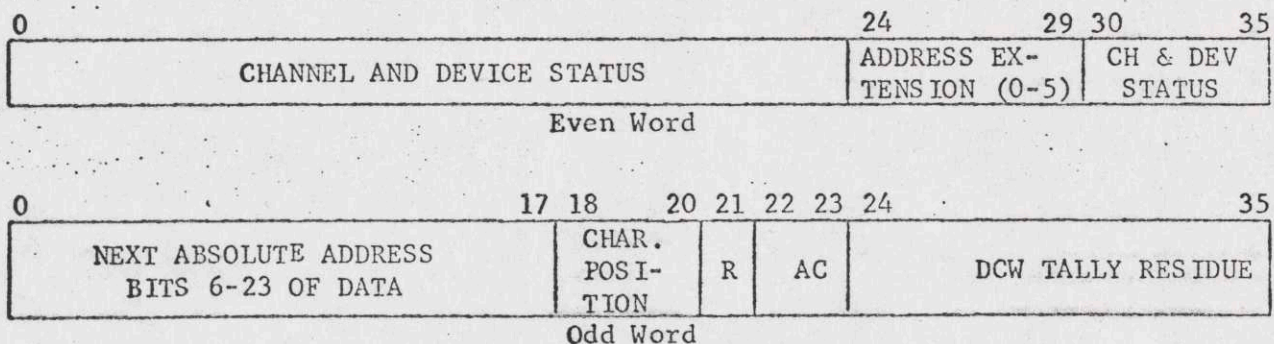 0 24 29 30 35
CHANNEL AND DEVICE STATUS
ADDRESS EX-
TENSION (0-5)
CH & DEV
STATUS
Even Word
0 17 18 20 21 22 23 24 35
NEXT ABSOLUTE ADDRESS
BITS 6-23 OF DATA
CHAR.
POSI-
TION
R
AC
DCW TALLY RESIDUE
Odd Word